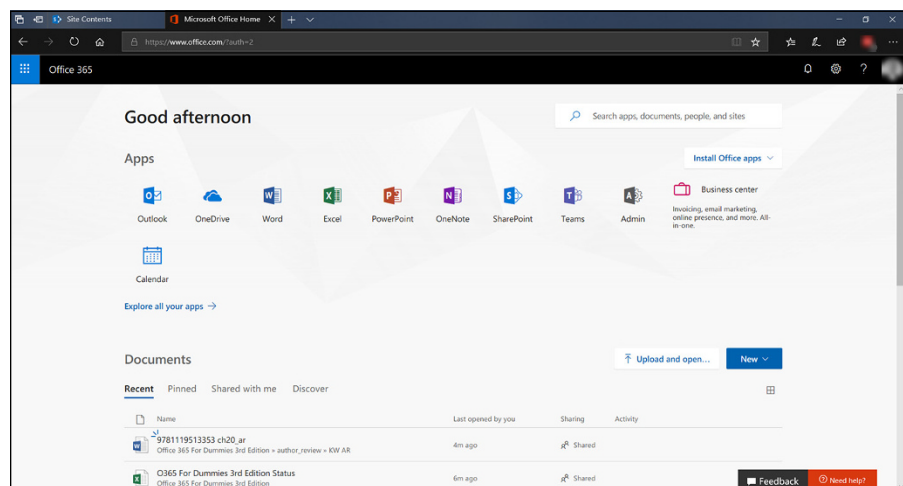 Site Contents
Microsoft Office Home
https://www.office.com/?auth=2
Office 365
Good afternoon
Search apps, documents, people, and sites
Apps
Install Office apps
Outlook
OneDrive
Word
Excel
PowerPoint
OneNote
SharePoint
Teams
Admin
Business center
Invoicing, email marketing,
online presence, and more. All-
in-one.
Calendar
Explore all your apps →
Documents
Upload and open...
New
Recent Pinned Shared with me Discover
Name Last opened by you Sharing Activity
9781119513353 ch20_ar
Office 365 For Dummies 3rd Edition » author_review » KW AR
4m ago Shared
O365 For Dummies 3rd Edition Status
Office 365 For Dummies 3rd Edition
6m ago Shared
Feedback
Need help?